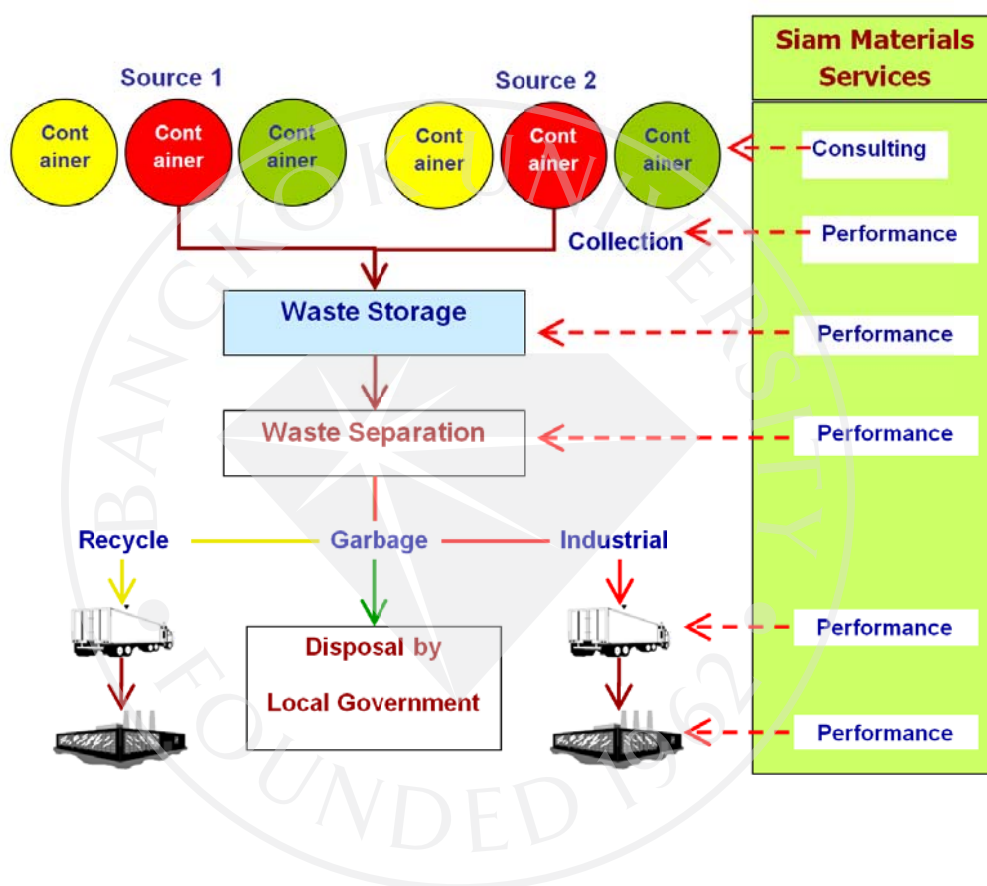 Siam Materials
Services
Source 1
Source 2
Cont
ainer
Cont
ainer
Cont
ainer
Cont
ainer
Cont
ainer
Cont
ainer
Consulting
Collection
Performance
Waste Storage
Performance
Waste Separation
Performance
Recycle
Garbage
Industrial
Disposal by
Local Government
Performance
Performance
BANGKOK UNIVERSITY
FOUNDED 1962